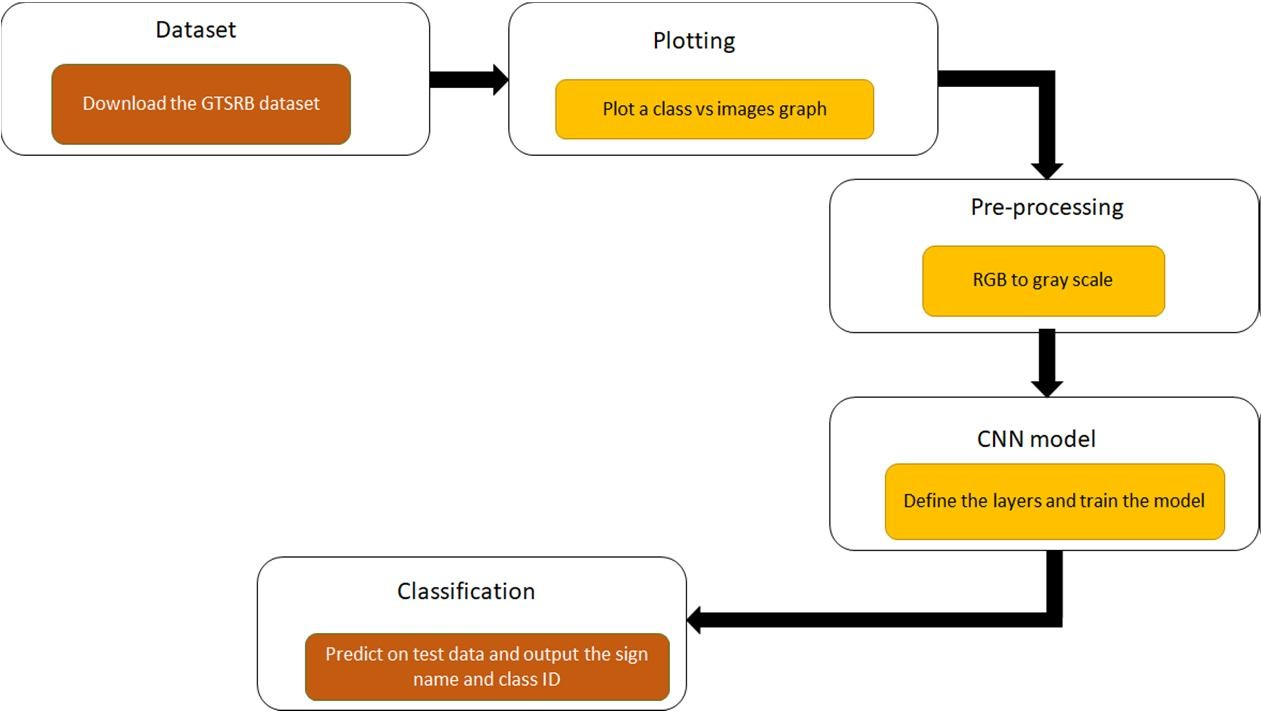 Dataset
Download the GTSRB dataset
Plotting
Plot a class vs images graph
Pre-processing
RGB to gray scale
CNN model
Define the layers and train the model
Classification
Predict on test data and output the sign
name and class ID